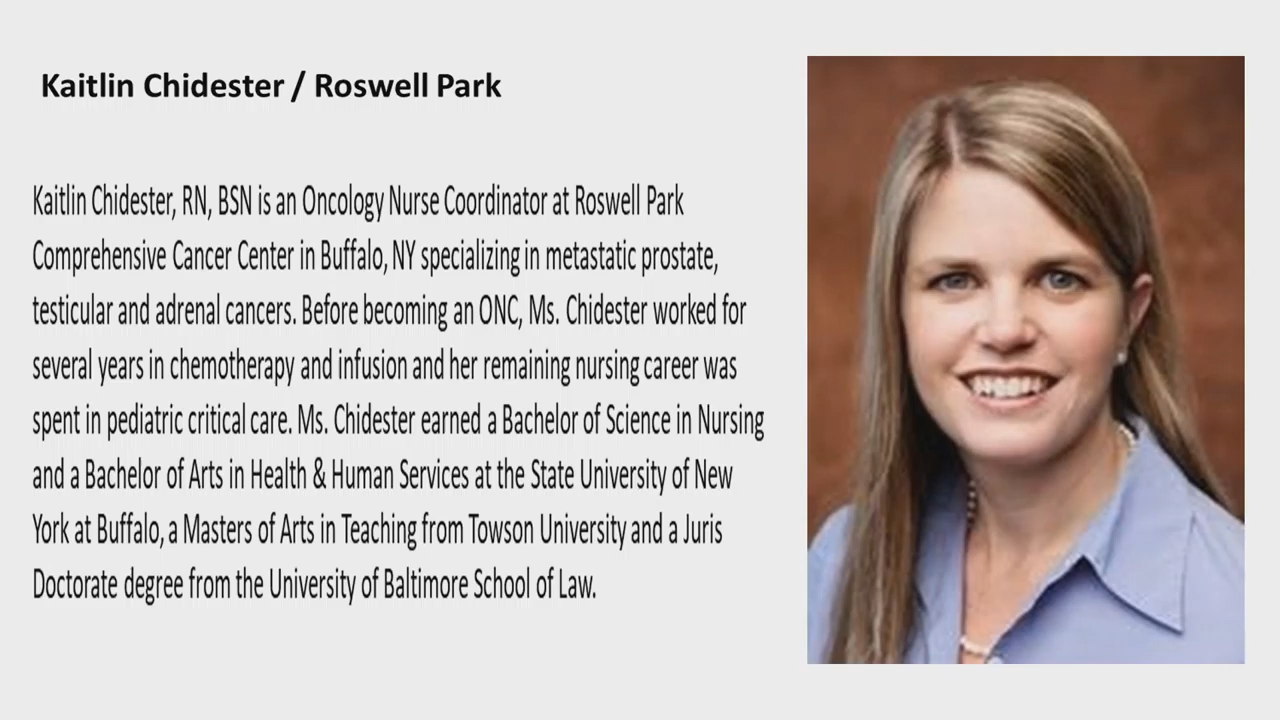 Kaitlin Chidester / Roswell Park
Kaitlin Chidester, RN, BSN is an Oncology Nurse Coordinator at Roswell Park
Comprehensive Cancer Center in Buffalo, NY specializing in metastatic prostate,
testicular and adrenal cancers. Before becoming an ONC, Ms. Chidester worked for
several years in chemotherapy and infusion and her remaining nursing career was
spent in pediatric critical care. Ms. Chidester earned a Bachelor of Science in Nursing
and a Bachelor of Arts in Health & Human Services at the State University of New
York at Buffalo, a Masters of Arts in Teaching from Towson University and a Juris
Doctorate degree from the University of Baltimore School of Law.